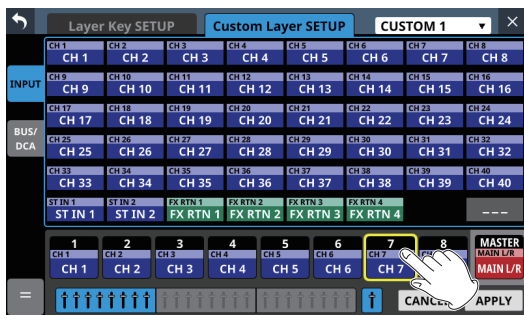 Layer Key SETUP Custom Layer SETUP CUSTOM 1 ▼ ×
CH 1 CH 2 CH 3 CH 4 CH 5 CH 6 CH 7 CH 8
CH 1 CH 2 CH 3 CH 4 CH 5 CH 6 CH 7 CH 8
INPUT
CH 9 CH 10 CH 11 CH 12 CH 13 CH 14 CH 15 CH 16
CH 9 CH 10 CH 11 CH 12 CH 13 CH 14 CH 15 CH 16
CH 17 CH 18 CH 19 CH 20 CH 21 CH 22 CH 23 CH 24
CH 17 CH 18 CH 19 CH 20 CH 21 CH 22 CH 23 CH 24
BUS/
DCA
CH 25 CH 26 CH 27 CH 28 CH 29 CH 30 CH 31 CH 32
CH 25 CH 26 CH 27 CH 28 CH 29 CH 30 CH 31 CH 32
CH 33 CH 34 CH 35 CH 36 CH 37 CH 38 CH 39 CH 40
CH 33 CH 34 CH 35 CH 36 CH 37 CH 38 CH 39 CH 40
ST IN 1 ST IN 2 FX RTN 1 FX RTN 2 FX RTN 3 FX RTN 4
ST IN 1 ST IN 2 FX RTN 1 FX RTN 2 FX RTN 3 FX RTN 4 ---
1 2 3 4 5 6 7 8 MASTER
CH 1 CH 2 CH 3 CH 4 CH 5 CH 6 CH 7 MAIN L/R
CH 1 CH 2 CH 3 CH 4 CH 5 CH 6 CH 7 MAIN L/R
APPLY